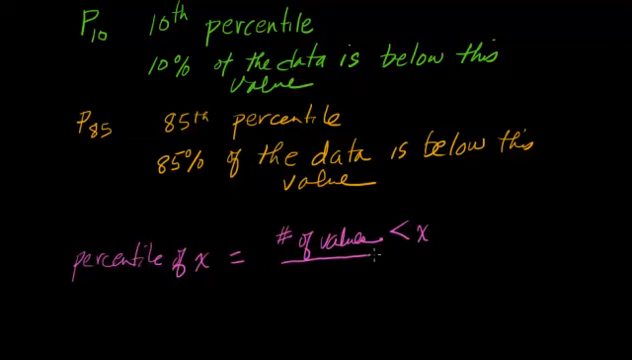 P10 10th percentile
10% of the data is below this
value
P85 85th percentile
85% of the data is below this
value
percentile of x = # of values < x